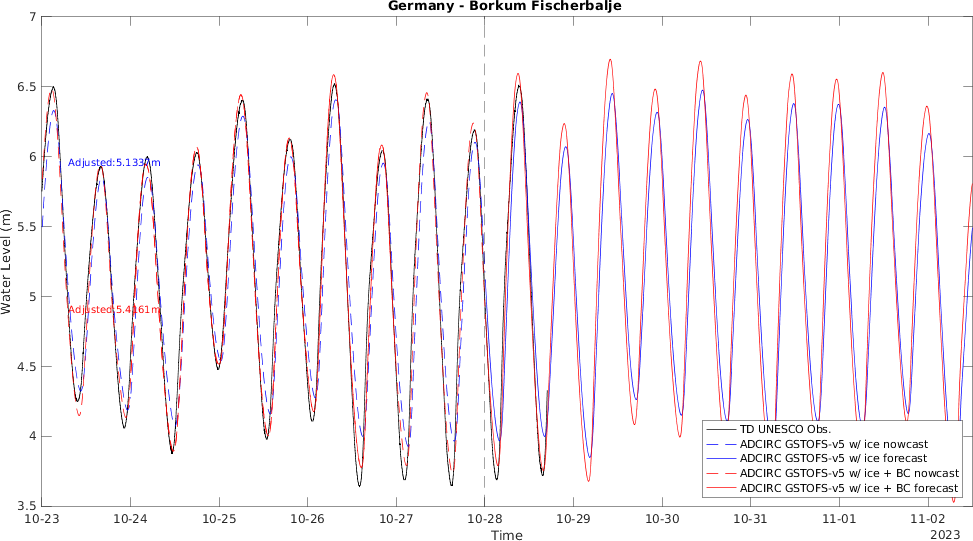 Germany - Borkum Fischerbalje
7
6.5
6
5.5
5
4.5
4
3.5
Water Level (m)
Adjusted:5.133 m
Adjusted:5.4161m
TD UNESCO Obs.
ADCIRC GSTOFS-v5 w/ ice nowcast
ADCIRC GSTOFS-v5 w/ ice forecast
ADCIRC GSTOFS-v5 w/ ice + BC nowcast
ADCIRC GSTOFS-v5 w/ ice + BC forecast
10-23 10-24 10-25 10-26 10-27 10-28 10-29 10-30 10-31 11-01 11-02
2023
Time